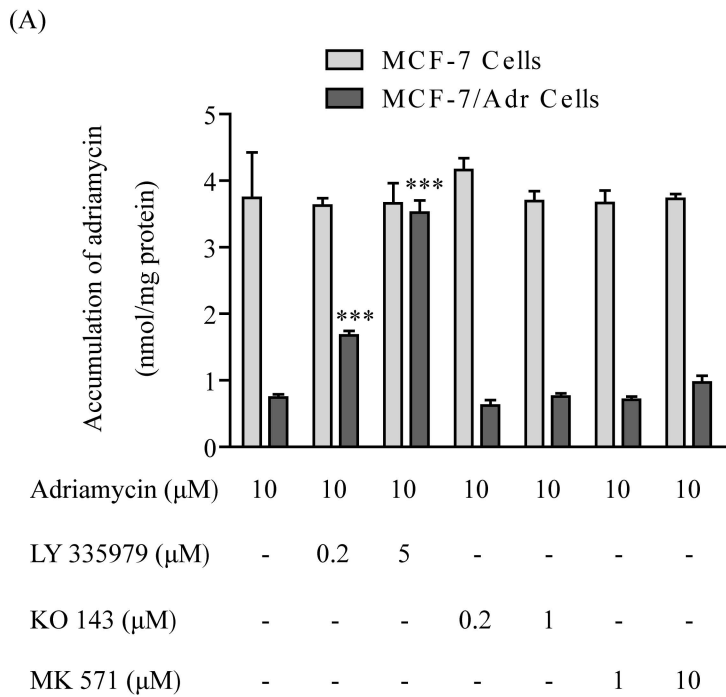 (A)
MCF-7 Cells
MCF-7/Adr Cells
Accumulation of adriamycin
(nmol/mg protein)
5
4
3
2
1
0
***
***
Adriamycin (μM) 10 10 10 10 10 10 10
LY 335979 (μM) - 0.2 5 - - - -
KO 143 (μM) - - - 0.2 1 - -
MK 571 (μM) - - - - - 1 10